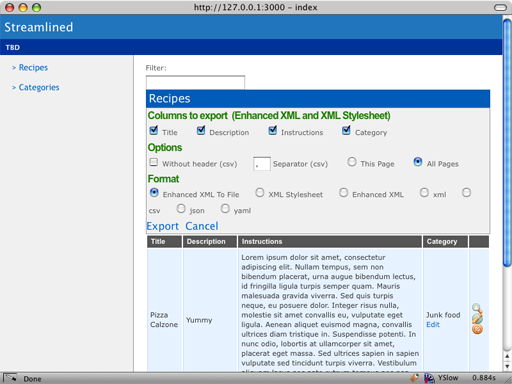 http://127.0.0.1:3000 – index
Streamlined
TBD
> Recipes
> Categories
Filter:
Recipes
Columns to export (Enhanced XML and XML Stylesheet)
Title Description Instructions Category
Options
Without header (csv) , Separator (csv) This Page All Pages
Format
Enhanced XML To File XML Stylesheet Enhanced XML xml
csv json yaml
Export Cancel
Title Description Instructions Category
Lorem ipsum dolor sit amet, consectetur
adipiscing elit. Nullam tempus, sem non
bibendum placerat, urna augue bibendum lectus,
id fringilla ligula turpis semper quam. Mauris
malesuada gravida viverra. Sed quis turpis
neque, eu posuere dolor. Integer risus nulla,
Pizza Calzone Yummy molestie sit amet convallis eu, vulputate eget Junk food
ligula. Aenean aliquet euismod magna, convallis Edit
ultrices diam tristique in. Suspendisse potenti. In
nunc odio, lobortis at ullamcorper sit amet,
placerat eget massa. Sed ultrices sapien in sapien
vulputate sed tincidunt turpis viverra. Vestibulum
Done YSlow 0.884s